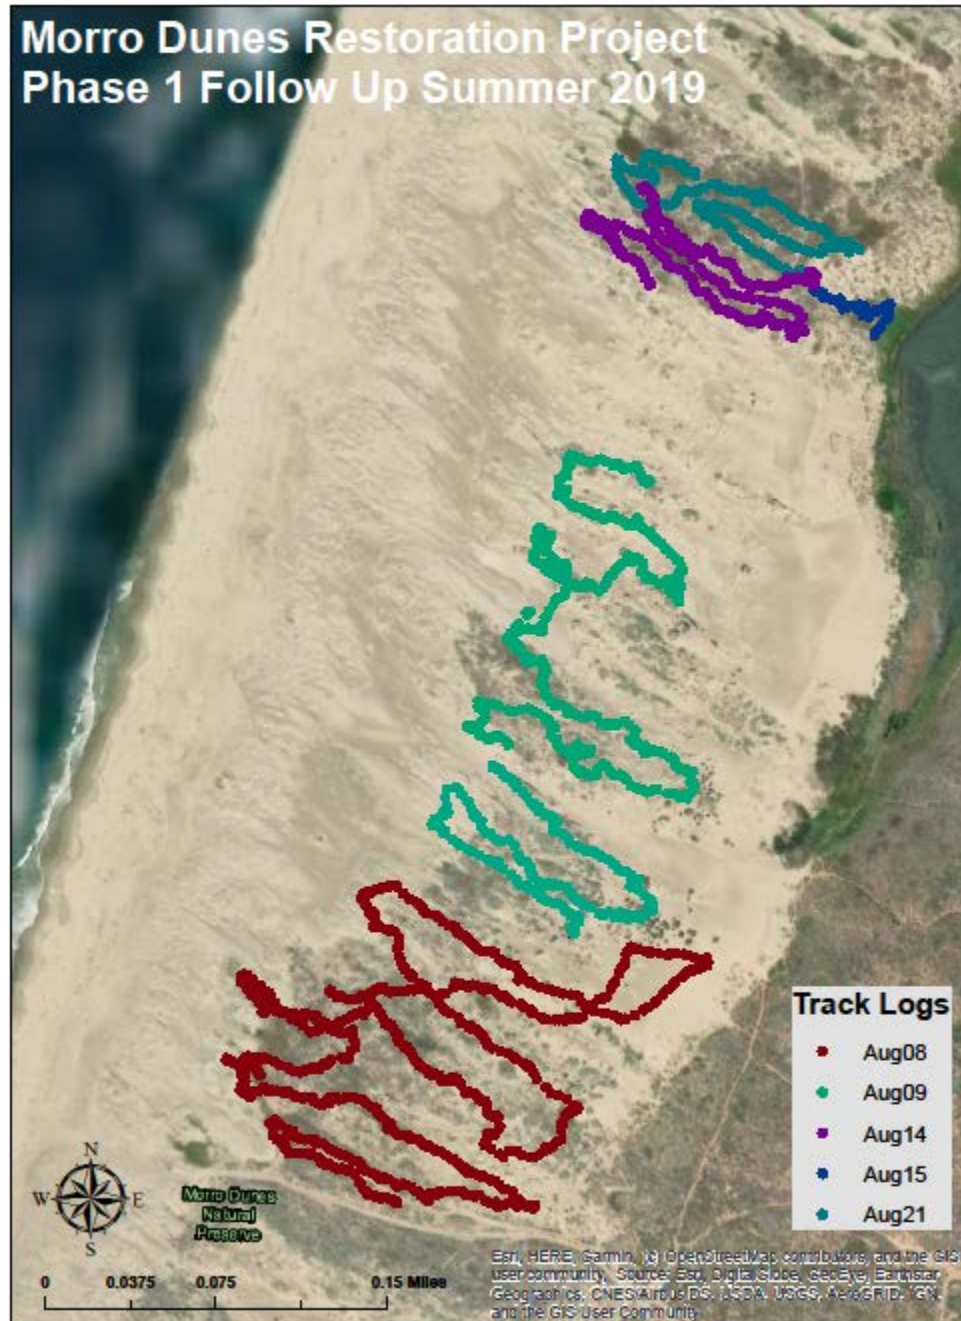 Morro Dunes Restoration Project
Phase 1 Follow Up Summer 2019
Track Logs
Aug08
Aug09
Aug14
Aug15
Aug21
N
W E
S
Morro Dunes
Natural
Preserve
0 0.0375 0.075 0.15 Miles
Esri, HERE, Garmin, (c) OpenStreetMap contributors, and the GIS
user community, Source: Esri, DigitalGlobe, GeoEye, Earthstar
Geographics, CNES/Airbus DS, USDA, USGS, AeroGRID, IGN,
and the GIS User Community